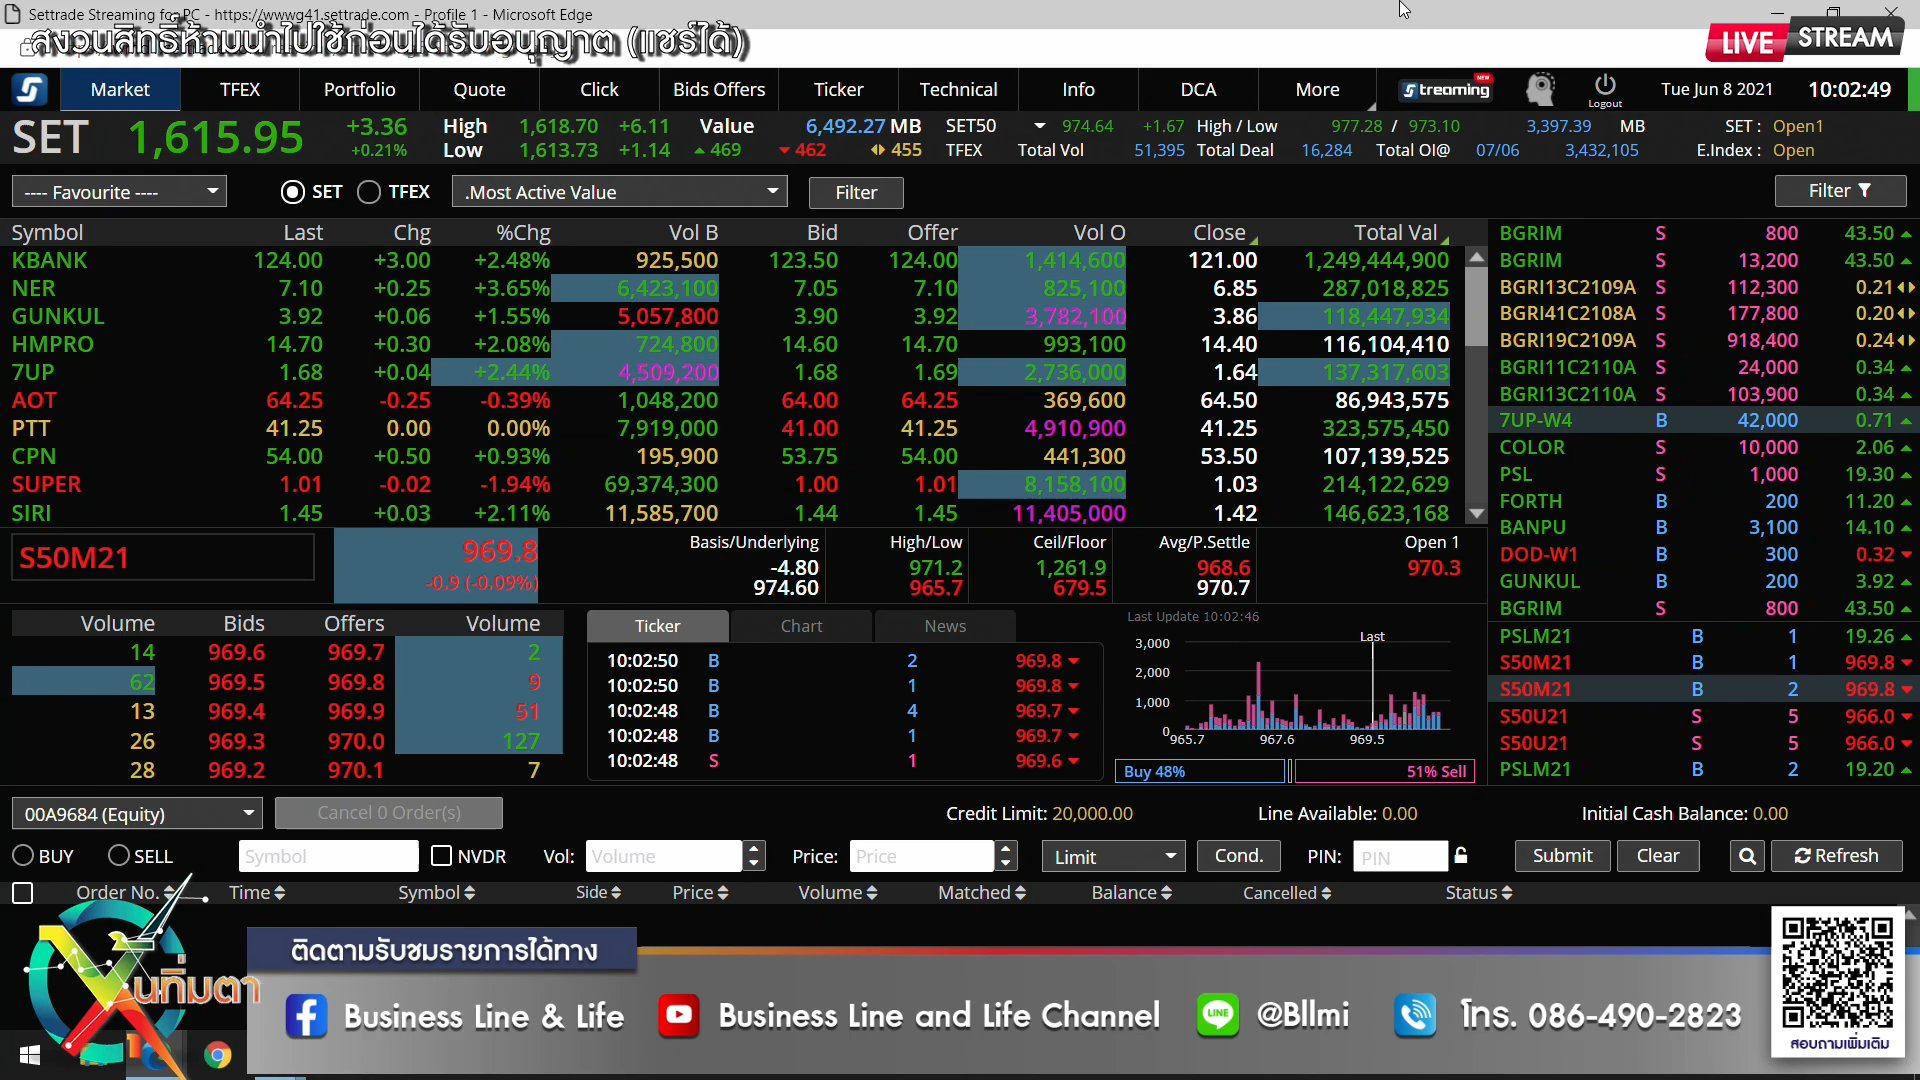 Settrade Streaming for PC - https://wwwg41.settrade.com - Profile 1 - Microsoft Edge
สงวนสิทธิ์ห้ามนำไปใช้ก่อนได้รับอนุญาต (แชร์ได้)
LIVE STREAM
Market TFEX Portfolio Quote Click Bids Offers Ticker Technical Info DCA More Streaming NEW Logout Tue Jun 8 2021 10:02:49
SET 1,615.95 +3.36 +0.21%
High 1,618.70 +6.11 Value 6,492.27 MB SET50 974.64 +1.67 High / Low 977.28 / 973.10 3,397.39 MB SET : Open1
Low 1,613.73 +1.14 469 462 455 TFEX Total Vol 51,395 Total Deal 16,284 Total OI@ 07/06 3,432,105 E.Index : Open
---- Favourite ---- SET TFEX .Most Active Value Filter Filter
Symbol Last Chg %Chg Vol B Bid Offer Vol O Close Total Val
KBANK 124.00 +3.00 +2.48% 925,500 123.50 124.00 1,414,600 121.00 1,249,444,900
NER 7.10 +0.25 +3.65% 6,423,100 7.05 7.10 825,100 6.85 287,018,825
GUNKUL 3.92 +0.06 +1.55% 5,057,800 3.90 3.92 3,782,100 3.86 118,447,934
HMPRO 14.70 +0.30 +2.08% 724,800 14.60 14.70 993,100 14.40 116,104,410
7UP 1.68 +0.04 +2.44% 4,509,200 1.68 1.69 2,736,000 1.64 137,317,603
AOT 64.25 -0.25 -0.39% 1,048,200 64.00 64.25 369,600 64.50 86,943,575
PTT 41.25 0.00 0.00% 7,919,000 41.00 41.25 4,910,900 41.25 323,575,450
CPN 54.00 +0.50 +0.93% 195,900 53.75 54.00 441,300 53.50 107,139,525
SUPER 1.01 -0.02 -1.94% 69,374,300 1.00 1.01 8,158,100 1.03 214,122,629
SIRI 1.45 +0.03 +2.11% 11,585,700 1.44 1.45 11,405,000 1.42 146,623,168
BGRIM S 800 43.50
BGRIM S 13,200 43.50
BGRI13C2109A S 112,300 0.21
BGRI41C2108A S 177,800 0.20
BGRI19C2109A S 918,400 0.24
BGRI11C2110A S 24,000 0.34
BGRI13C2110A S 103,900 0.34
7UP-W4 B 42,000 0.71
COLOR S 10,000 2.06
PSL S 1,000 19.30
FORTH B 200 11.20
BANPU B 3,100 14.10
DOD-W1 B 300 0.32
GUNKUL B 200 3.92
BGRIM S 800 43.50
PSLM21 B 1 19.26
S50M21 B 1 969.8
S50M21 B 2 969.8
S50U21 S 5 966.0
S50U21 S 5 966.0
PSLM21 B 2 19.20
S50M21 969.8 -0.9 (-0.09%)
Basis/Underlying High/Low Ceil/Floor Avg/P.Settle Open 1
-4.80 971.2 1,261.9 968.6 970.3
974.60 965.7 679.5 970.7
Volume Bids Offers Volume
14 969.6 969.7 2
62 969.5 969.8 9
13 969.4 969.9 51
26 969.3 970.0 127
28 969.2 970.1 7
Ticker Chart News
10:02:50 B 2 969.8
10:02:50 B 1 969.8
10:02:48 B 4 969.7
10:02:48 B 1 969.7
10:02:48 S 1 969.6
Last Update 10:02:46
Last
3,000
2,000
1,000
0
965.7 967.6 969.5
Buy 48% 51% Sell
00A9684 (Equity) Cancel 0 Order(s) Credit Limit: 20,000.00 Line Available: 0.00 Initial Cash Balance: 0.00
BUY SELL Symbol NVDR Vol: Volume Price: Price Limit Cond. PIN: PIN Submit Clear Refresh
Order No. Time Symbol Side Price Volume Matched Balance Cancelled Status
ติดตามรับชมรายการได้ทาง
Xนทิ่มตา
Business Line & Life Business Line and Life Channel LINE @Bllmi โทร. 086-490-2823
สอบถามเพิ่มเติม